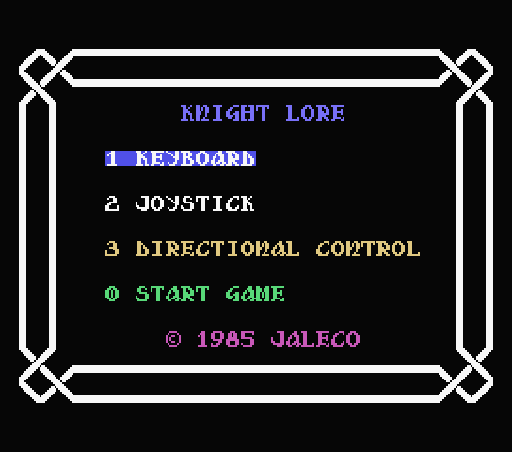 KNIGHT LORE
1 KEYBOARD
2 JOYSTICK
3 DIRECTIONAL CONTROL
0 START GAME
© 1985 JALECO